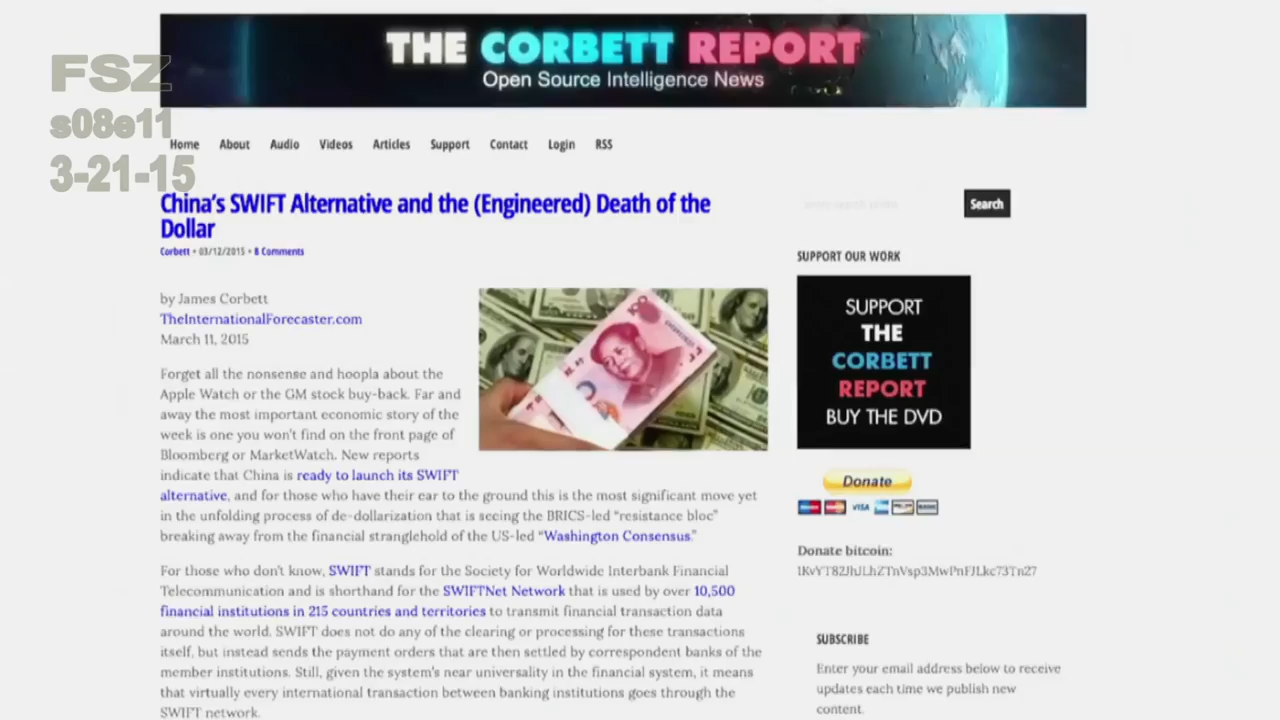 THE CORBETT REPORT
Open Source Intelligence News
FSZ
s08e11
3-21-15
Home About Audio Videos Articles Support Contact Login RSS
China's SWIFT Alternative and the (Engineered) Death of the
Dollar
Corbett • 03/12/2015 • 8 Comments
by James Corbett
TheInternationalForecaster.com
March 11, 2015
Forget all the nonsense and hoopla about the
Apple Watch or the GM stock buy-back. Far and
away the most important economic story of the
week is one you won't find on the front page of
Bloomberg or MarketWatch. New reports
indicate that China is ready to launch its SWIFT
alternative, and for those who have their ear to the ground this is the most significant move yet
in the unfolding process of de-dollarization that is seeing the BRICS-led “resistance bloc”
breaking away from the financial stranglehold of the US-led “Washington Consensus.”
For those who don't know, SWIFT stands for the Society for Worldwide Interbank Financial
Telecommunication and is shorthand for the SWIFTNet Network that is used by over 10,500
financial institutions in 215 countries and territories to transmit financial transaction data
around the world. SWIFT does not do any of the clearing or processing for these transactions
itself, but instead sends the payment orders that are then settled by correspondent banks of the
member institutions. Still, given the system's near universality in the financial system, it means
that virtually every international transaction between banking institutions goes through the
SWIFT network.
Search
SUPPORT OUR WORK
SUPPORT
THE
CORBETT
REPORT
BUY THE DVD
Donate
VISA
Donate bitcoin:
SUBSCRIBE
Enter your email address below to receive
updates each time we publish new
content.